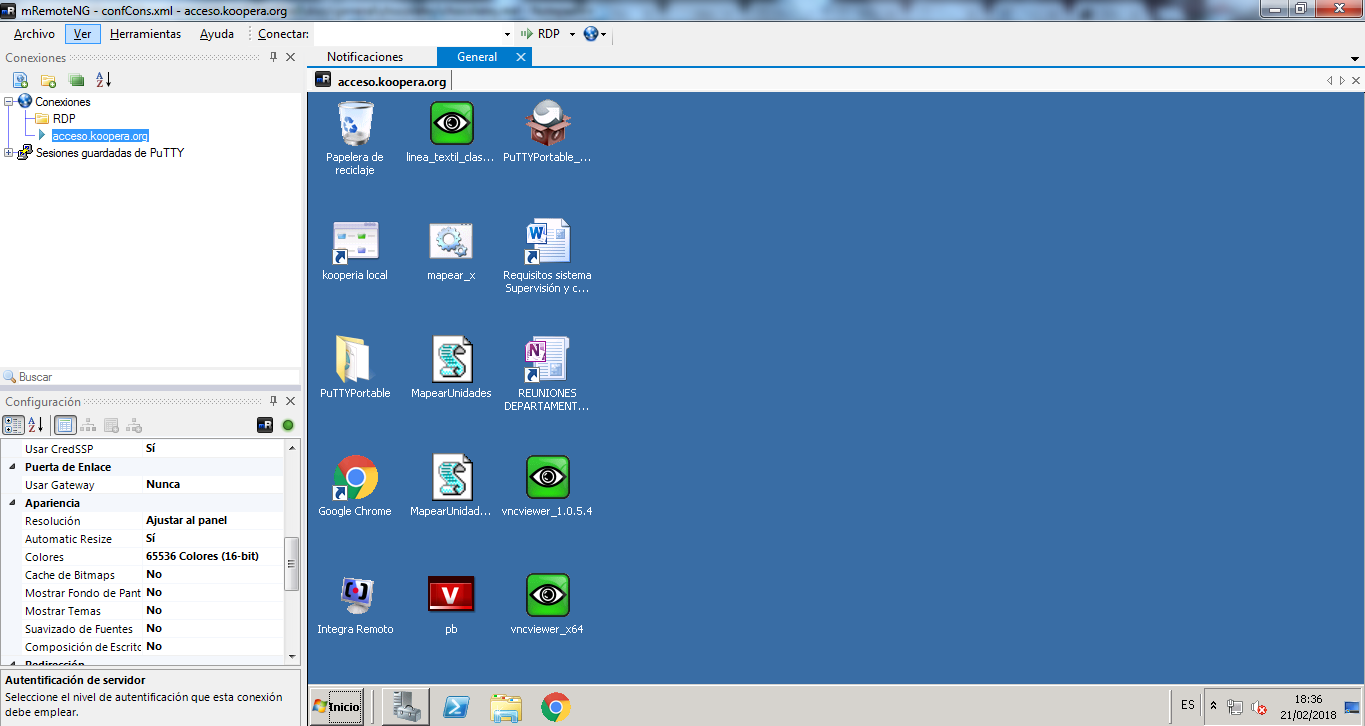 mRemoteNG - confCons.xml - acceso.koopera.org
Archivo Ver Herramientas Ayuda Conectar: RDP
Conexiones
Notificaciones General
acceso.koopera.org
Conexiones
RDP
acceso.koopera.org
Sesiones guardadas de PuTTY
Buscar
Configuración
Usar CredSSP Sí
Puerta de Enlace
Usar Gateway Nunca
Apariencia
Resolución Ajustar al panel
Automatic Resize Sí
Colores 65536 Colores (16-bit)
Cache de Bitmaps No
Mostrar Fondo de Pant No
Mostrar Temas No
Suavizado de Fuentes No
Composición de Escrito No
Redirección
Autentificación de servidor
Seleccione el nivel de autentificación que esta conexión
debe emplear.
Papelera de
reciclaje
linea_textil_clas...
PuTTYPortable_...
kooperia local
mapear_x
Requisitos sistema
Supervisión y c...
PuTTYPortable
MapearUnidades
REUNIONES
DEPARTAMENT...
Google Chrome
MapearUnidad...
vncviewer_1.0.5.4
Integra Remoto
pb
vncviewer_x64
Inicio
ES
18:36
21/02/2018